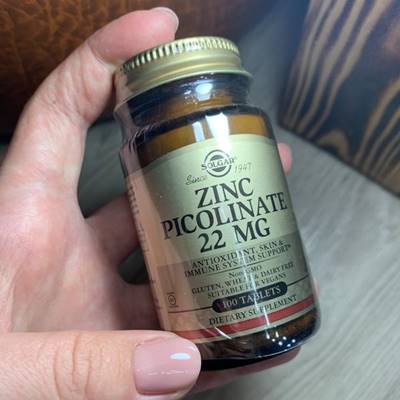 SOLGAR
Since 1947
ZINC
PICOLINATE
22 MG
ANTIOXIDANT, SKIN &
IMMUNE SYSTEM SUPPORT*
Non-GMO
GLUTEN, WHEAT & DAIRY FREE
SUITABLE FOR VEGANS
100 TABLETS
DIETARY SUPPLEMENT